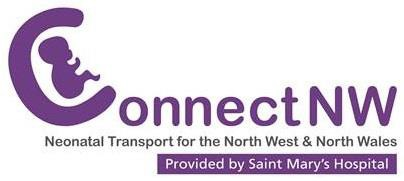 ConnectNW
Neonatal Transport for the North West & North Wales
Provided by Saint Mary's Hospital